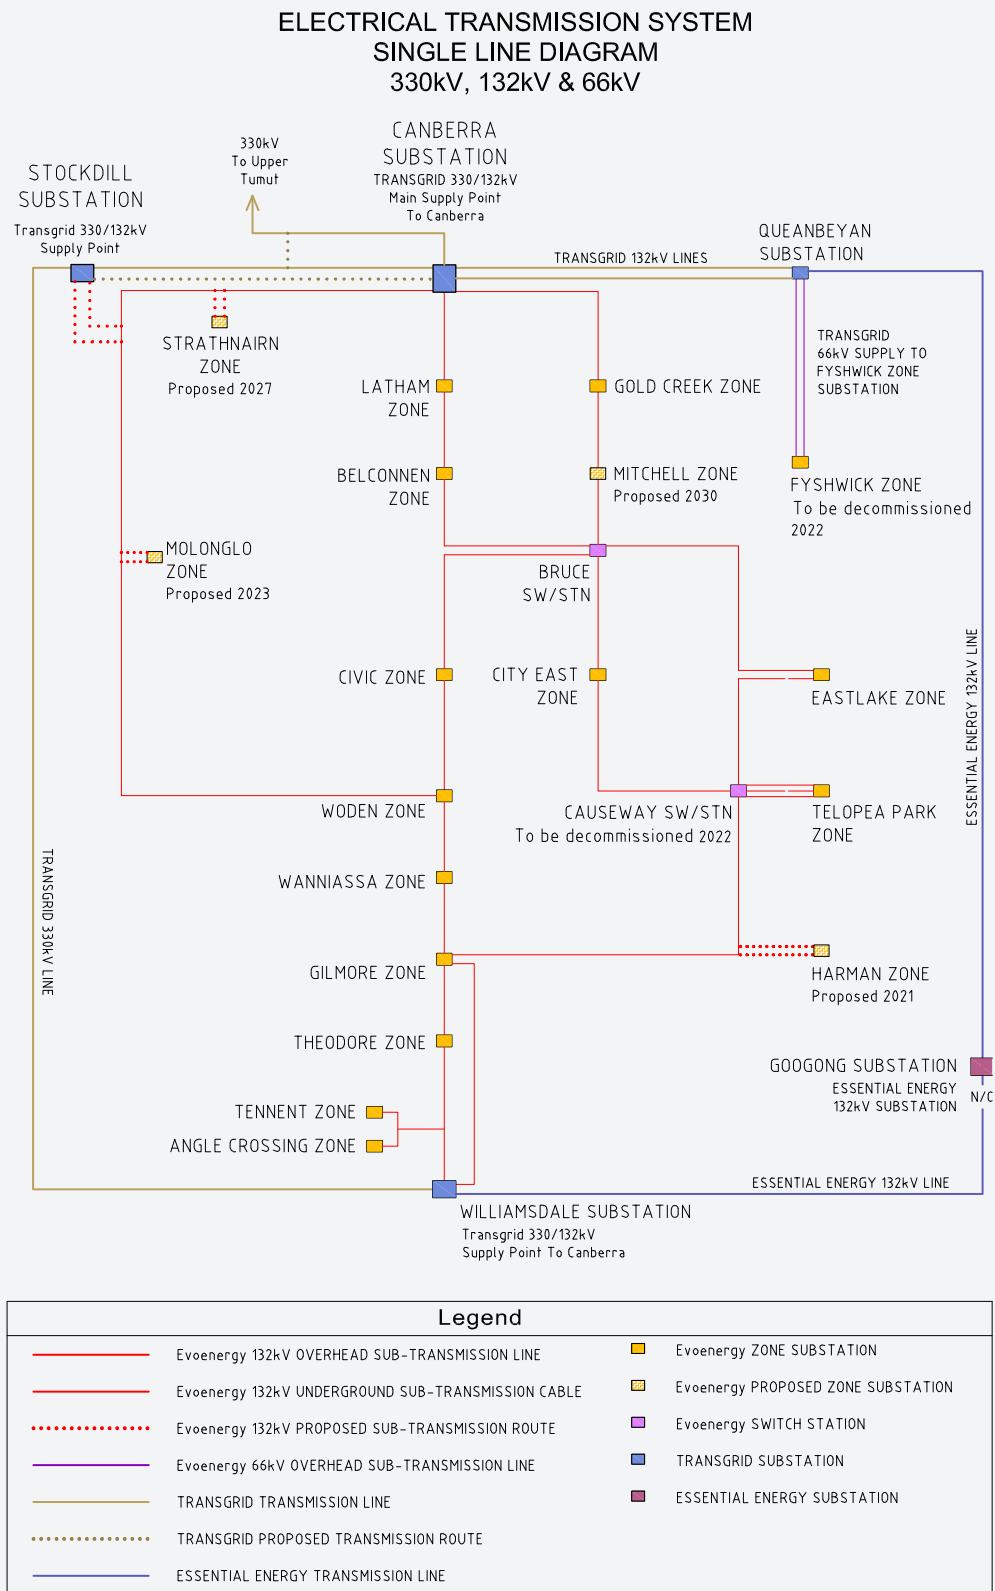 ELECTRICAL TRANSMISSION SYSTEM
SINGLE LINE DIAGRAM
330kV, 132kV & 66kV
330kV
To Upper
Tumut
CANBERRA
SUBSTATION
TRANSGRID 330/132kV
Main Supply Point
To Canberra
STOCKDILL
SUBSTATION
Transgrid 330/132kV
Supply Point
QUEANBEYAN
SUBSTATION
TRANSGRID 132kV LINES
TRANSGRID
66kV SUPPLY TO
FYSHWICK ZONE
SUBSTATION
STRATHNAIRN
ZONE
Proposed 2027
LATHAM
ZONE
GOLD CREEK ZONE
BELCONNEN
ZONE
MITCHELL ZONE
Proposed 2030
FYSHWICK ZONE
To be decommissioned
2022
MOLONGLO
ZONE
Proposed 2023
BRUCE
SW/STN
CIVIC ZONE
CITY EAST
ZONE
EASTLAKE ZONE
ESSENTIAL ENERGY 132kV LINE
WODEN ZONE
CAUSEWAY SW/STN
To be decommissioned 2022
TELOPEA PARK
ZONE
TRANSGRID 330kV LINE
WANNIASSA ZONE
GILMORE ZONE
HARMAN ZONE
Proposed 2021
THEODORE ZONE
GOOGONG SUBSTATION
ESSENTIAL ENERGY
132kV SUBSTATION
N/C
TENNENT ZONE
ANGLE CROSSING ZONE
ESSENTIAL ENERGY 132kV LINE
WILLIAMSDALE SUBSTATION
Transgrid 330/132kV
Supply Point To Canberra
Legend
Evoenergy 132kV OVERHEAD SUB-TRANSMISSION LINE
Evoenergy 132kV UNDERGROUND SUB-TRANSMISSION CABLE
Evoenergy 132kV PROPOSED SUB-TRANSMISSION ROUTE
Evoenergy 66kV OVERHEAD SUB-TRANSMISSION LINE
TRANSGRID TRANSMISSION LINE
TRANSGRID PROPOSED TRANSMISSION ROUTE
ESSENTIAL ENERGY TRANSMISSION LINE
Evoenergy ZONE SUBSTATION
Evoenergy PROPOSED ZONE SUBSTATION
Evoenergy SWITCH STATION
TRANSGRID SUBSTATION
ESSENTIAL ENERGY SUBSTATION